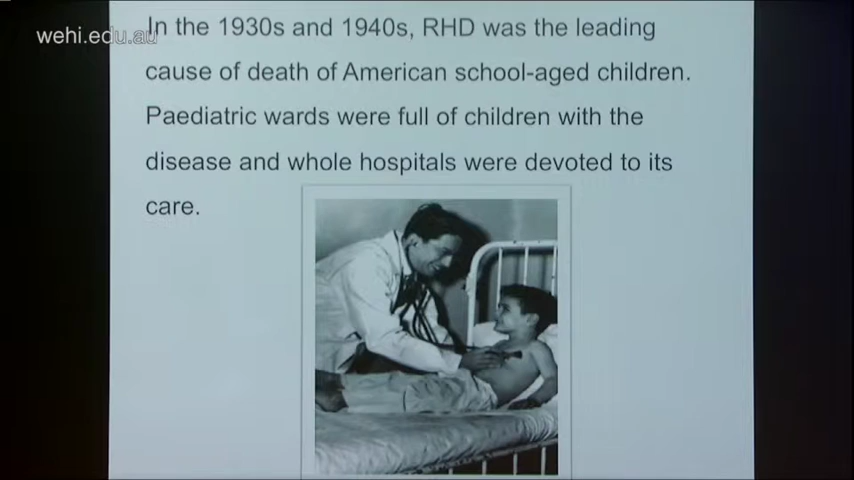 wehi.edu.au
In the 1930s and 1940s, RHD was the leading
cause of death of American school-aged children.
Paediatric wards were full of children with the
disease and whole hospitals were devoted to its
care.